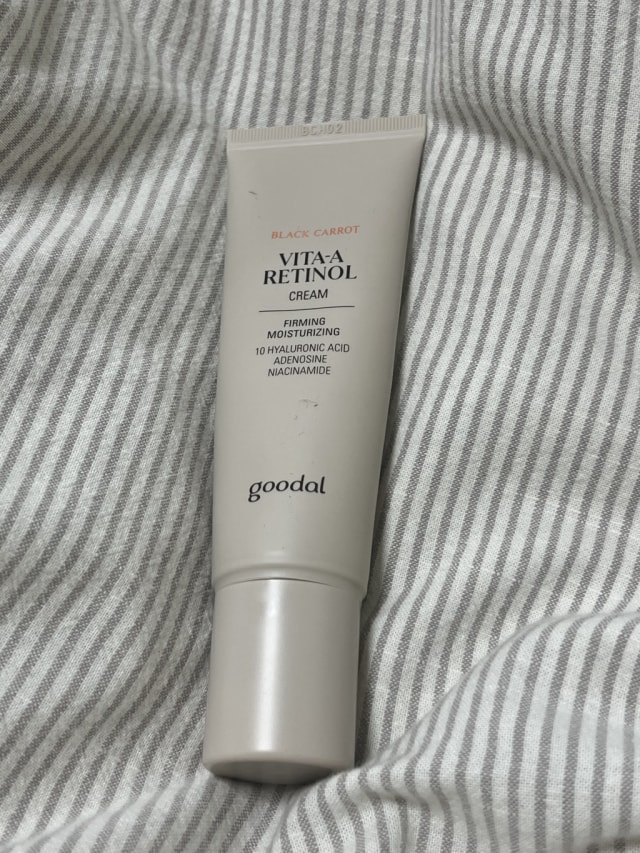 BLACK CARROT
VITA-A
RETINOL
CREAM
FIRMING
MOISTURIZING
10 HYALURONIC ACID
ADENOSINE
NIACINAMIDE
goodal